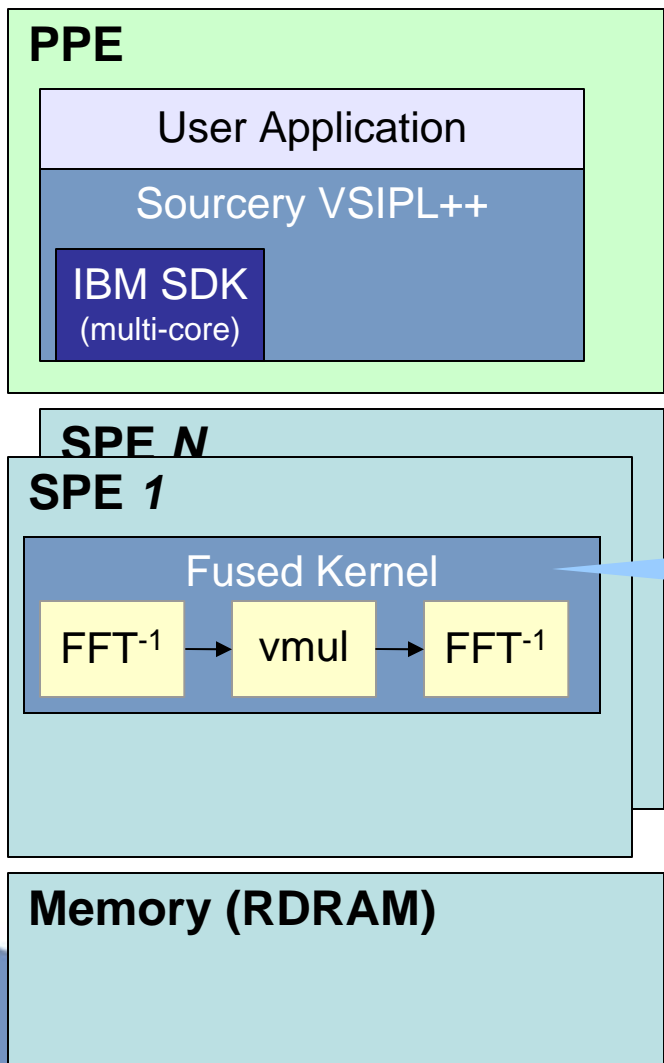 PPE
User Application
Sourcery VSIPL++
IBM SDK
(multi-core)
SPE N
SPE 1
Fused Kernel
FFT-1 vmul FFT-1
Memory (RDRAM)